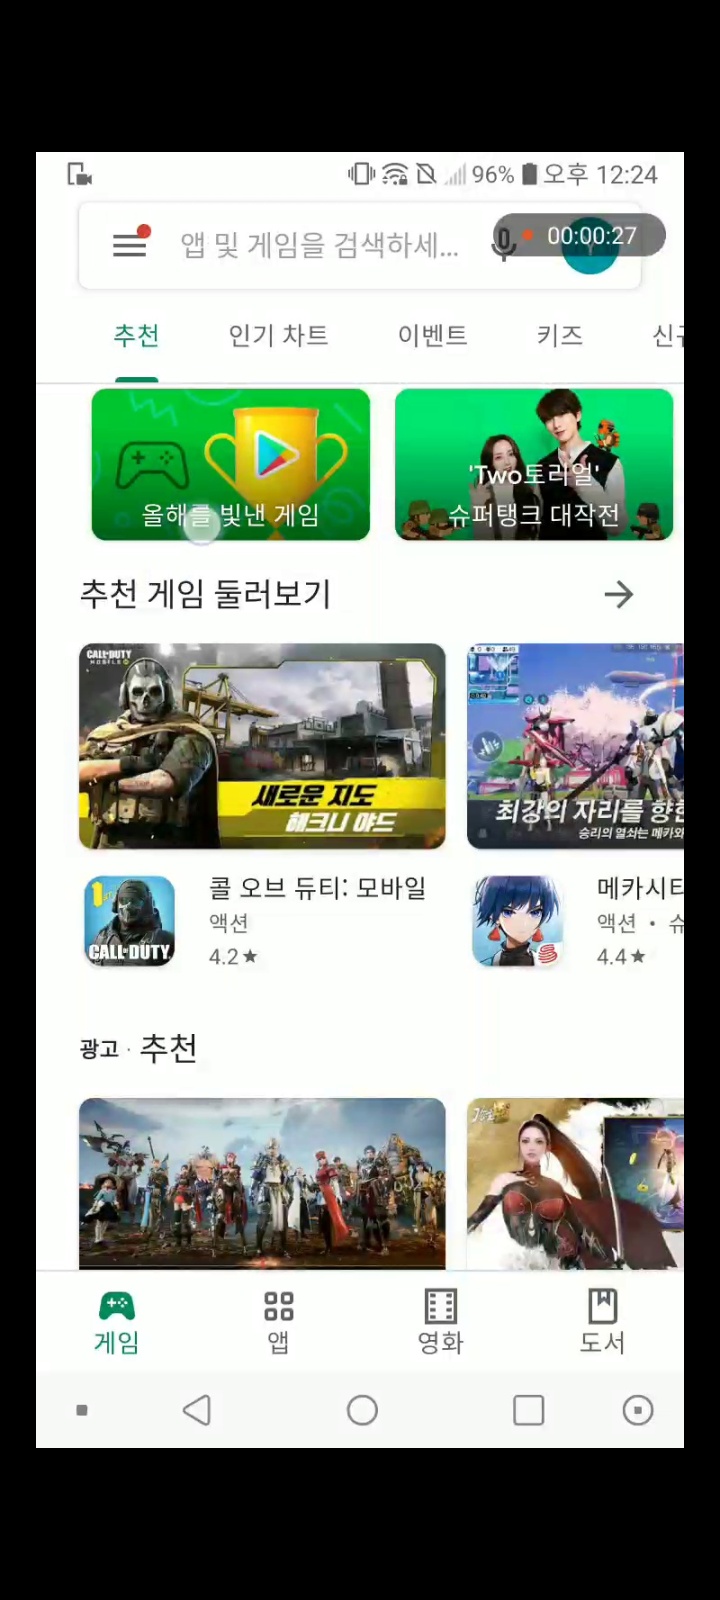 96% 오후 12:24
앱 및 게임을 검색하세...
00:00:27
추천 인기 차트 이벤트 키즈
올해를 빛낸 게임
'Two토리얼'
슈퍼탱크 대작전
추천 게임 둘러보기
CALL OF DUTY
MOBILE
새로운 지도
해크니 야드
최강의 자리를 향한
승리의 열쇠는 메카와
CALL OF DUTY
콜 오브 듀티: 모바일
액션
4.2★
메카시티
액션 · 슈
4.4★
광고 · 추천
게임 앱 영화 도서